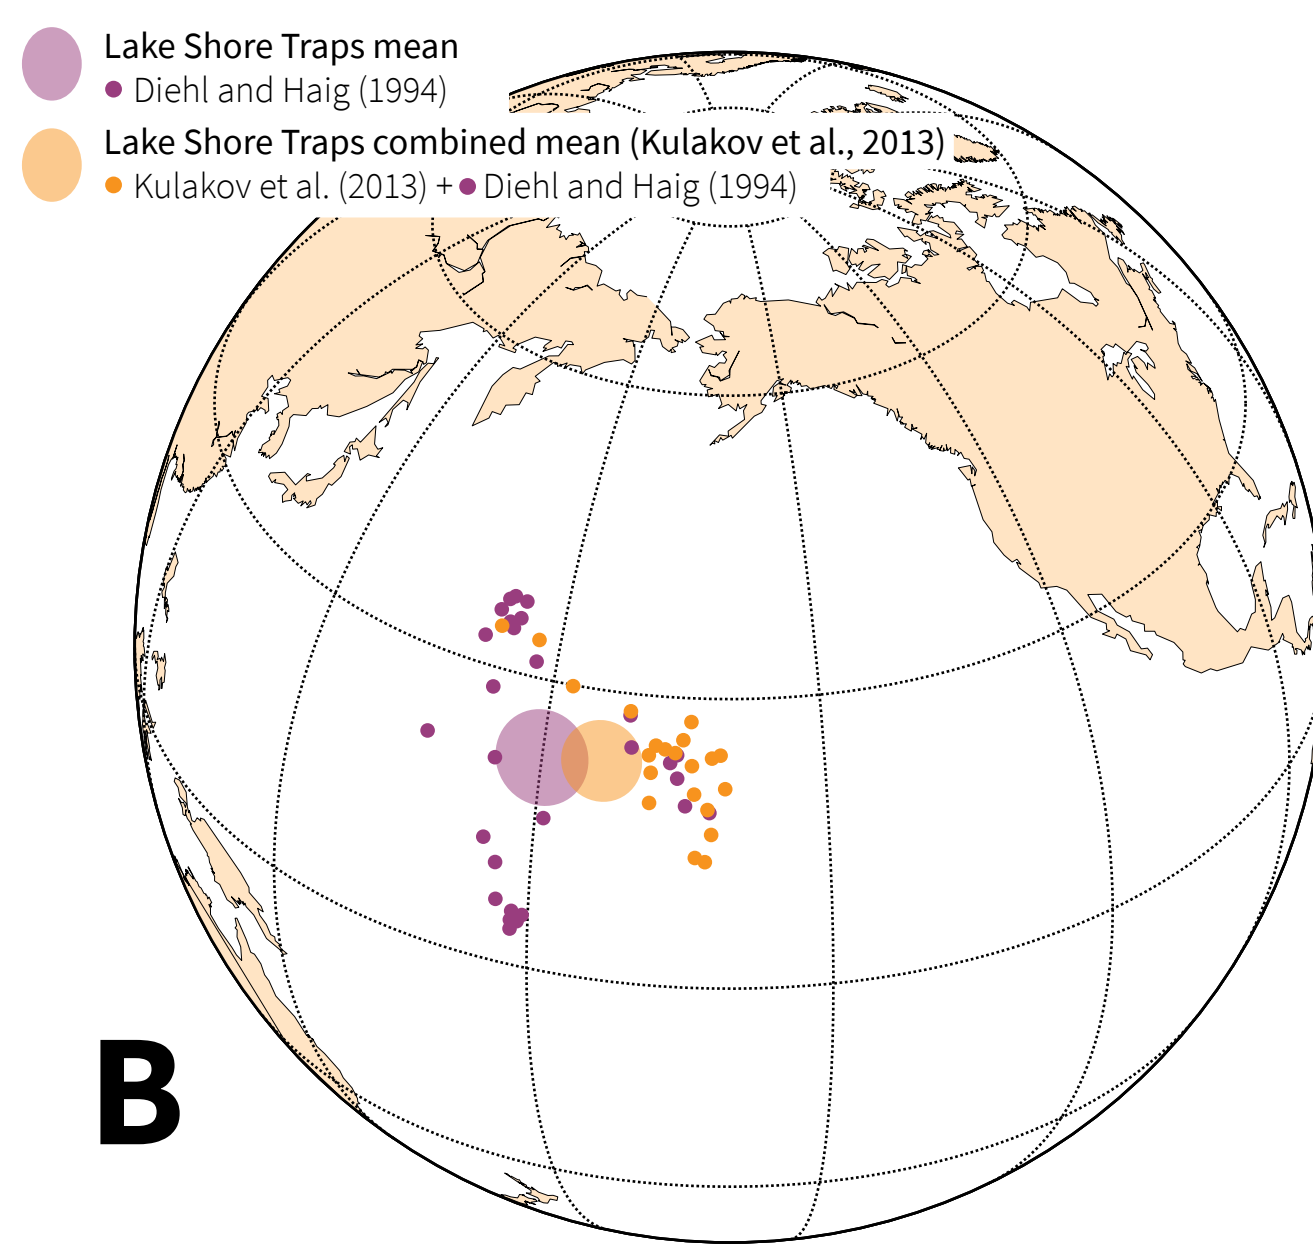 Lake Shore Traps mean
Diehl and Haig (1994)
Lake Shore Traps combined mean (Kulakov et al., 2013)
Kulakov et al. (2013) + Diehl and Haig (1994)
B